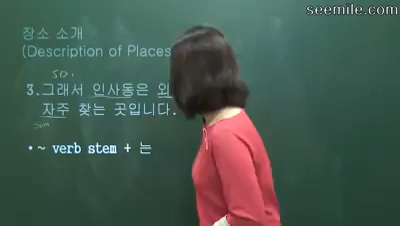 seemile.com
장소 소개
(Description of Places
so,
3.그래서 인사동은 외
자주 찾는 곳입니다.
• ~ verb stem + 는